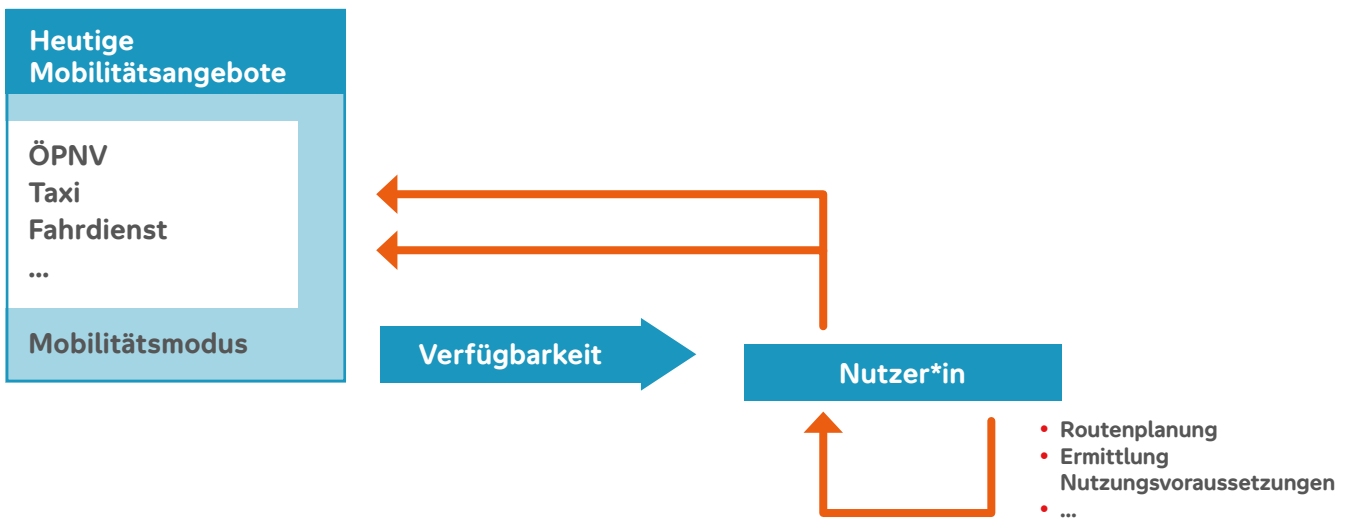 Heutige
Mobilitätsangebote
ÖPNV
Taxi
Fahrdienst
...
Mobilitätsmodus
Verfügbarkeit
Nutzer*in
• Routenplanung
• Ermittlung
Nutzungsvoraussetzungen
• ...